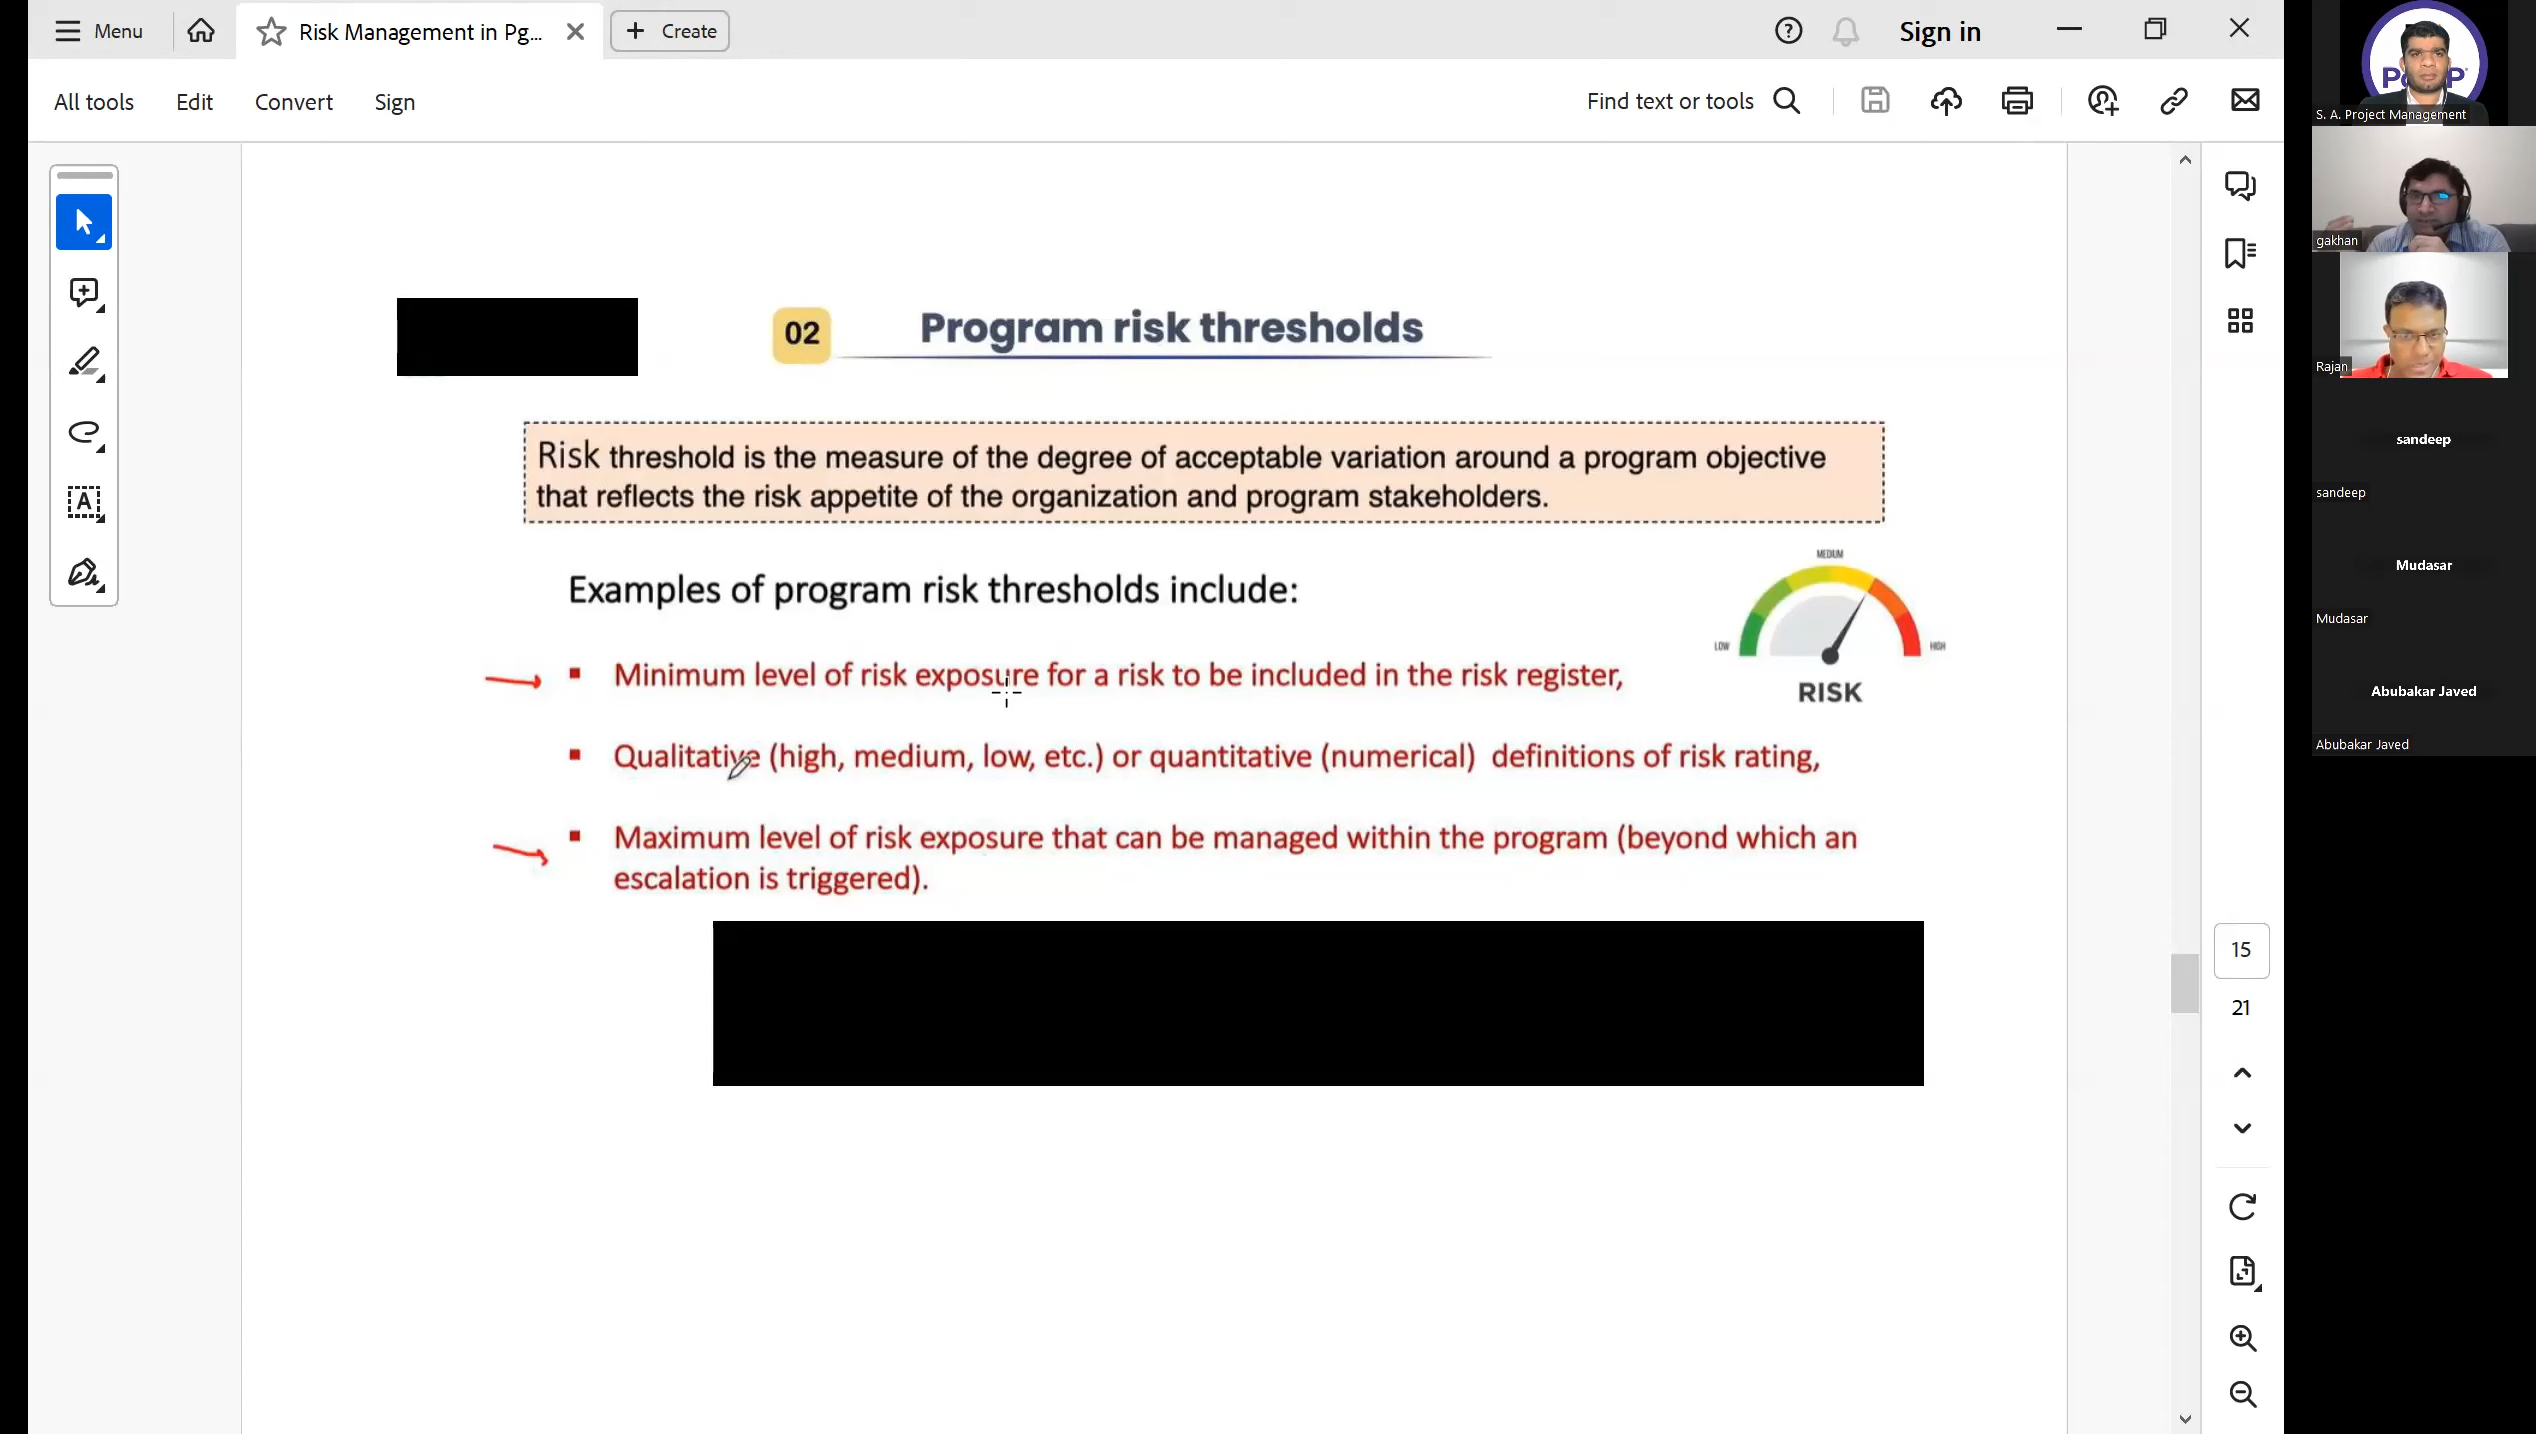 Menu
Risk Management in Pg...
Create
Sign in
All tools
Edit
Convert
Sign
Find text or tools
02
Program risk thresholds
Risk threshold is the measure of the degree of acceptable variation around a program objective
that reflects the risk appetite of the organization and program stakeholders.
Examples of program risk thresholds include:
MEDIUM
LOW
HIGH
RISK
▪ Minimum level of risk exposure for a risk to be included in the risk register,
▪ Qualitative (high, medium, low, etc.) or quantitative (numerical) definitions of risk rating,
▪ Maximum level of risk exposure that can be managed within the program (beyond which an
escalation is triggered).
15
21
S. A. Project Management
gakhan
Rajan
sandeep
sandeep
Mudasar
Mudasar
Abubakar Javed
Abubakar Javed